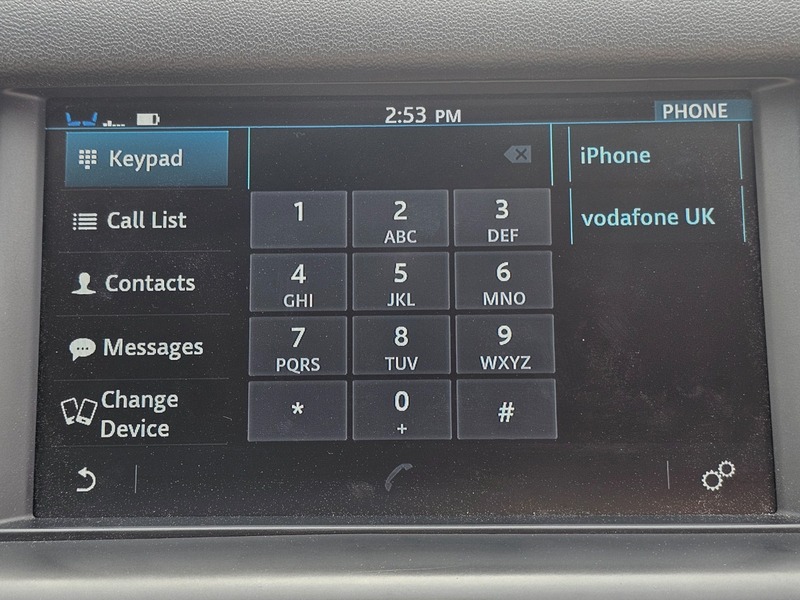 2:53 PM
PHONE
Keypad
iPhone
Call List
vodafone UK
Contacts
Messages
Change
Device
1
2
ABC
3
DEF
4
GHI
5
JKL
6
MNO
7
PQRS
8
TUV
9
WXYZ
*
0
+
#